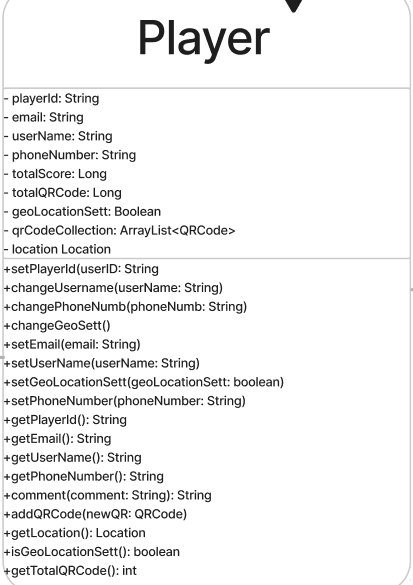 Player
- playerId: String
- email: String
- userName: String
- phoneNumber: String
- totalScore: Long
- totalQRCode: Long
- geoLocationSett: Boolean
- qrCodeCollection: ArrayList<QRCode>
- location Location
+setPlayerId(userID: String
+changeUsername(userName: String)
+changePhoneNumb(phoneNumb: String)
+changeGeoSett()
+setEmail(email: String)
+setUserName(userName: String)
+setGeoLocationSett(geoLocationSett: boolean)
+setPhoneNumber(phoneNumber: String)
+getPlayerId(): String
+getEmail(): String
+getUserName(): String
+getPhoneNumber(): String
+comment(comment: String): String
+addQRCode(newQR: QRCode)
+getLocation(): Location
+isGeoLocationSett(): boolean
+getTotalQRCode(): int